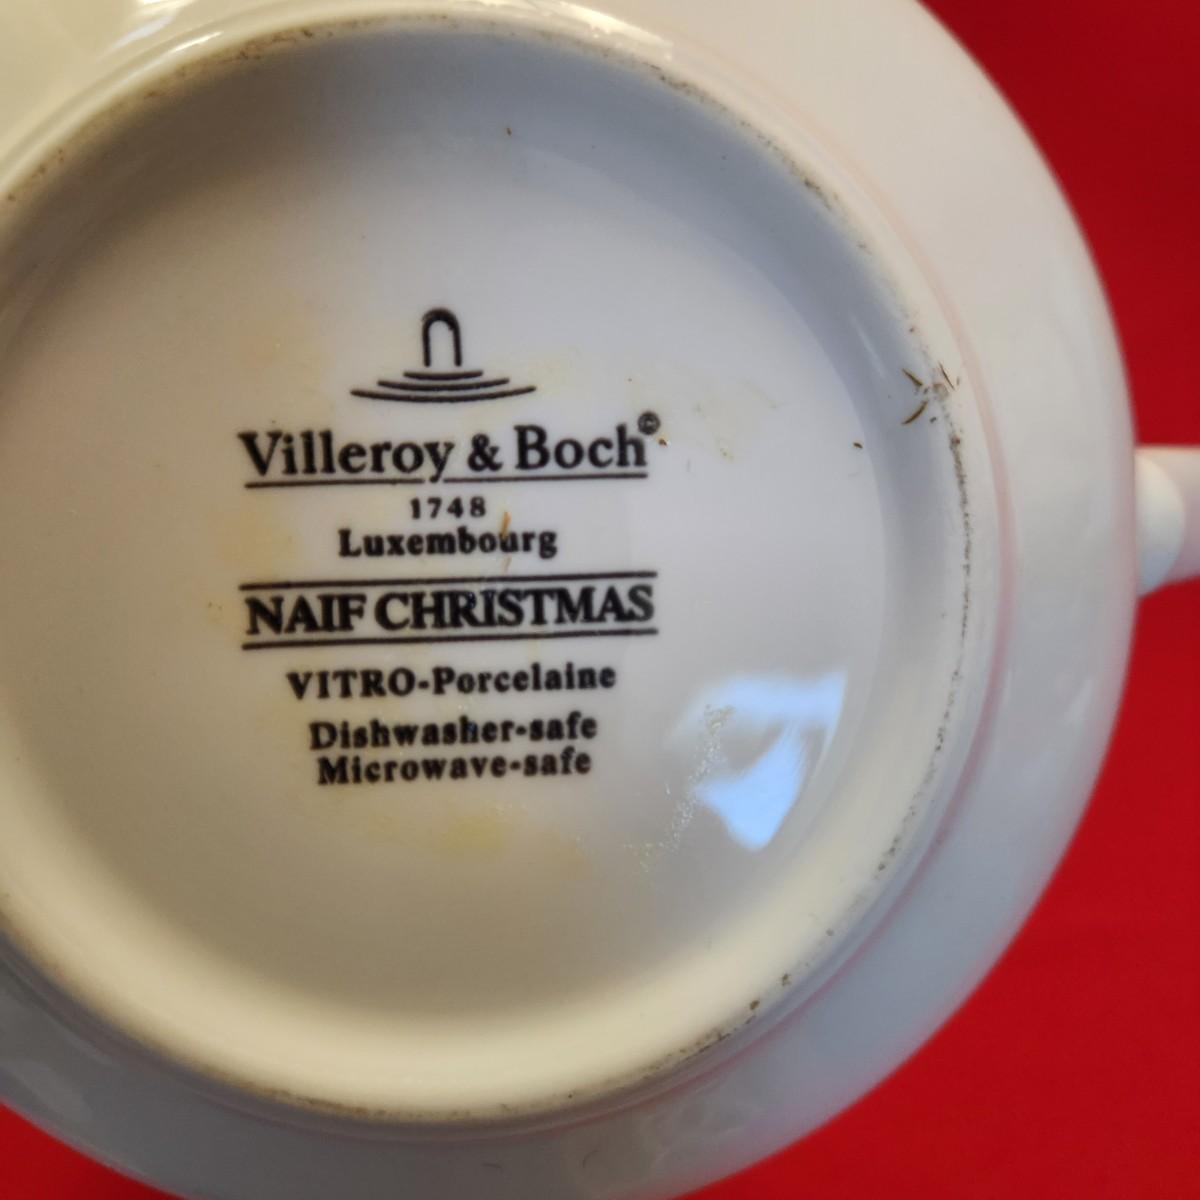 Villeroy & Boch©
1748
Luxembourg
NAIF CHRISTMAS
VITRO-Porcelaine
Dishwasher-safe
Microwave-safe